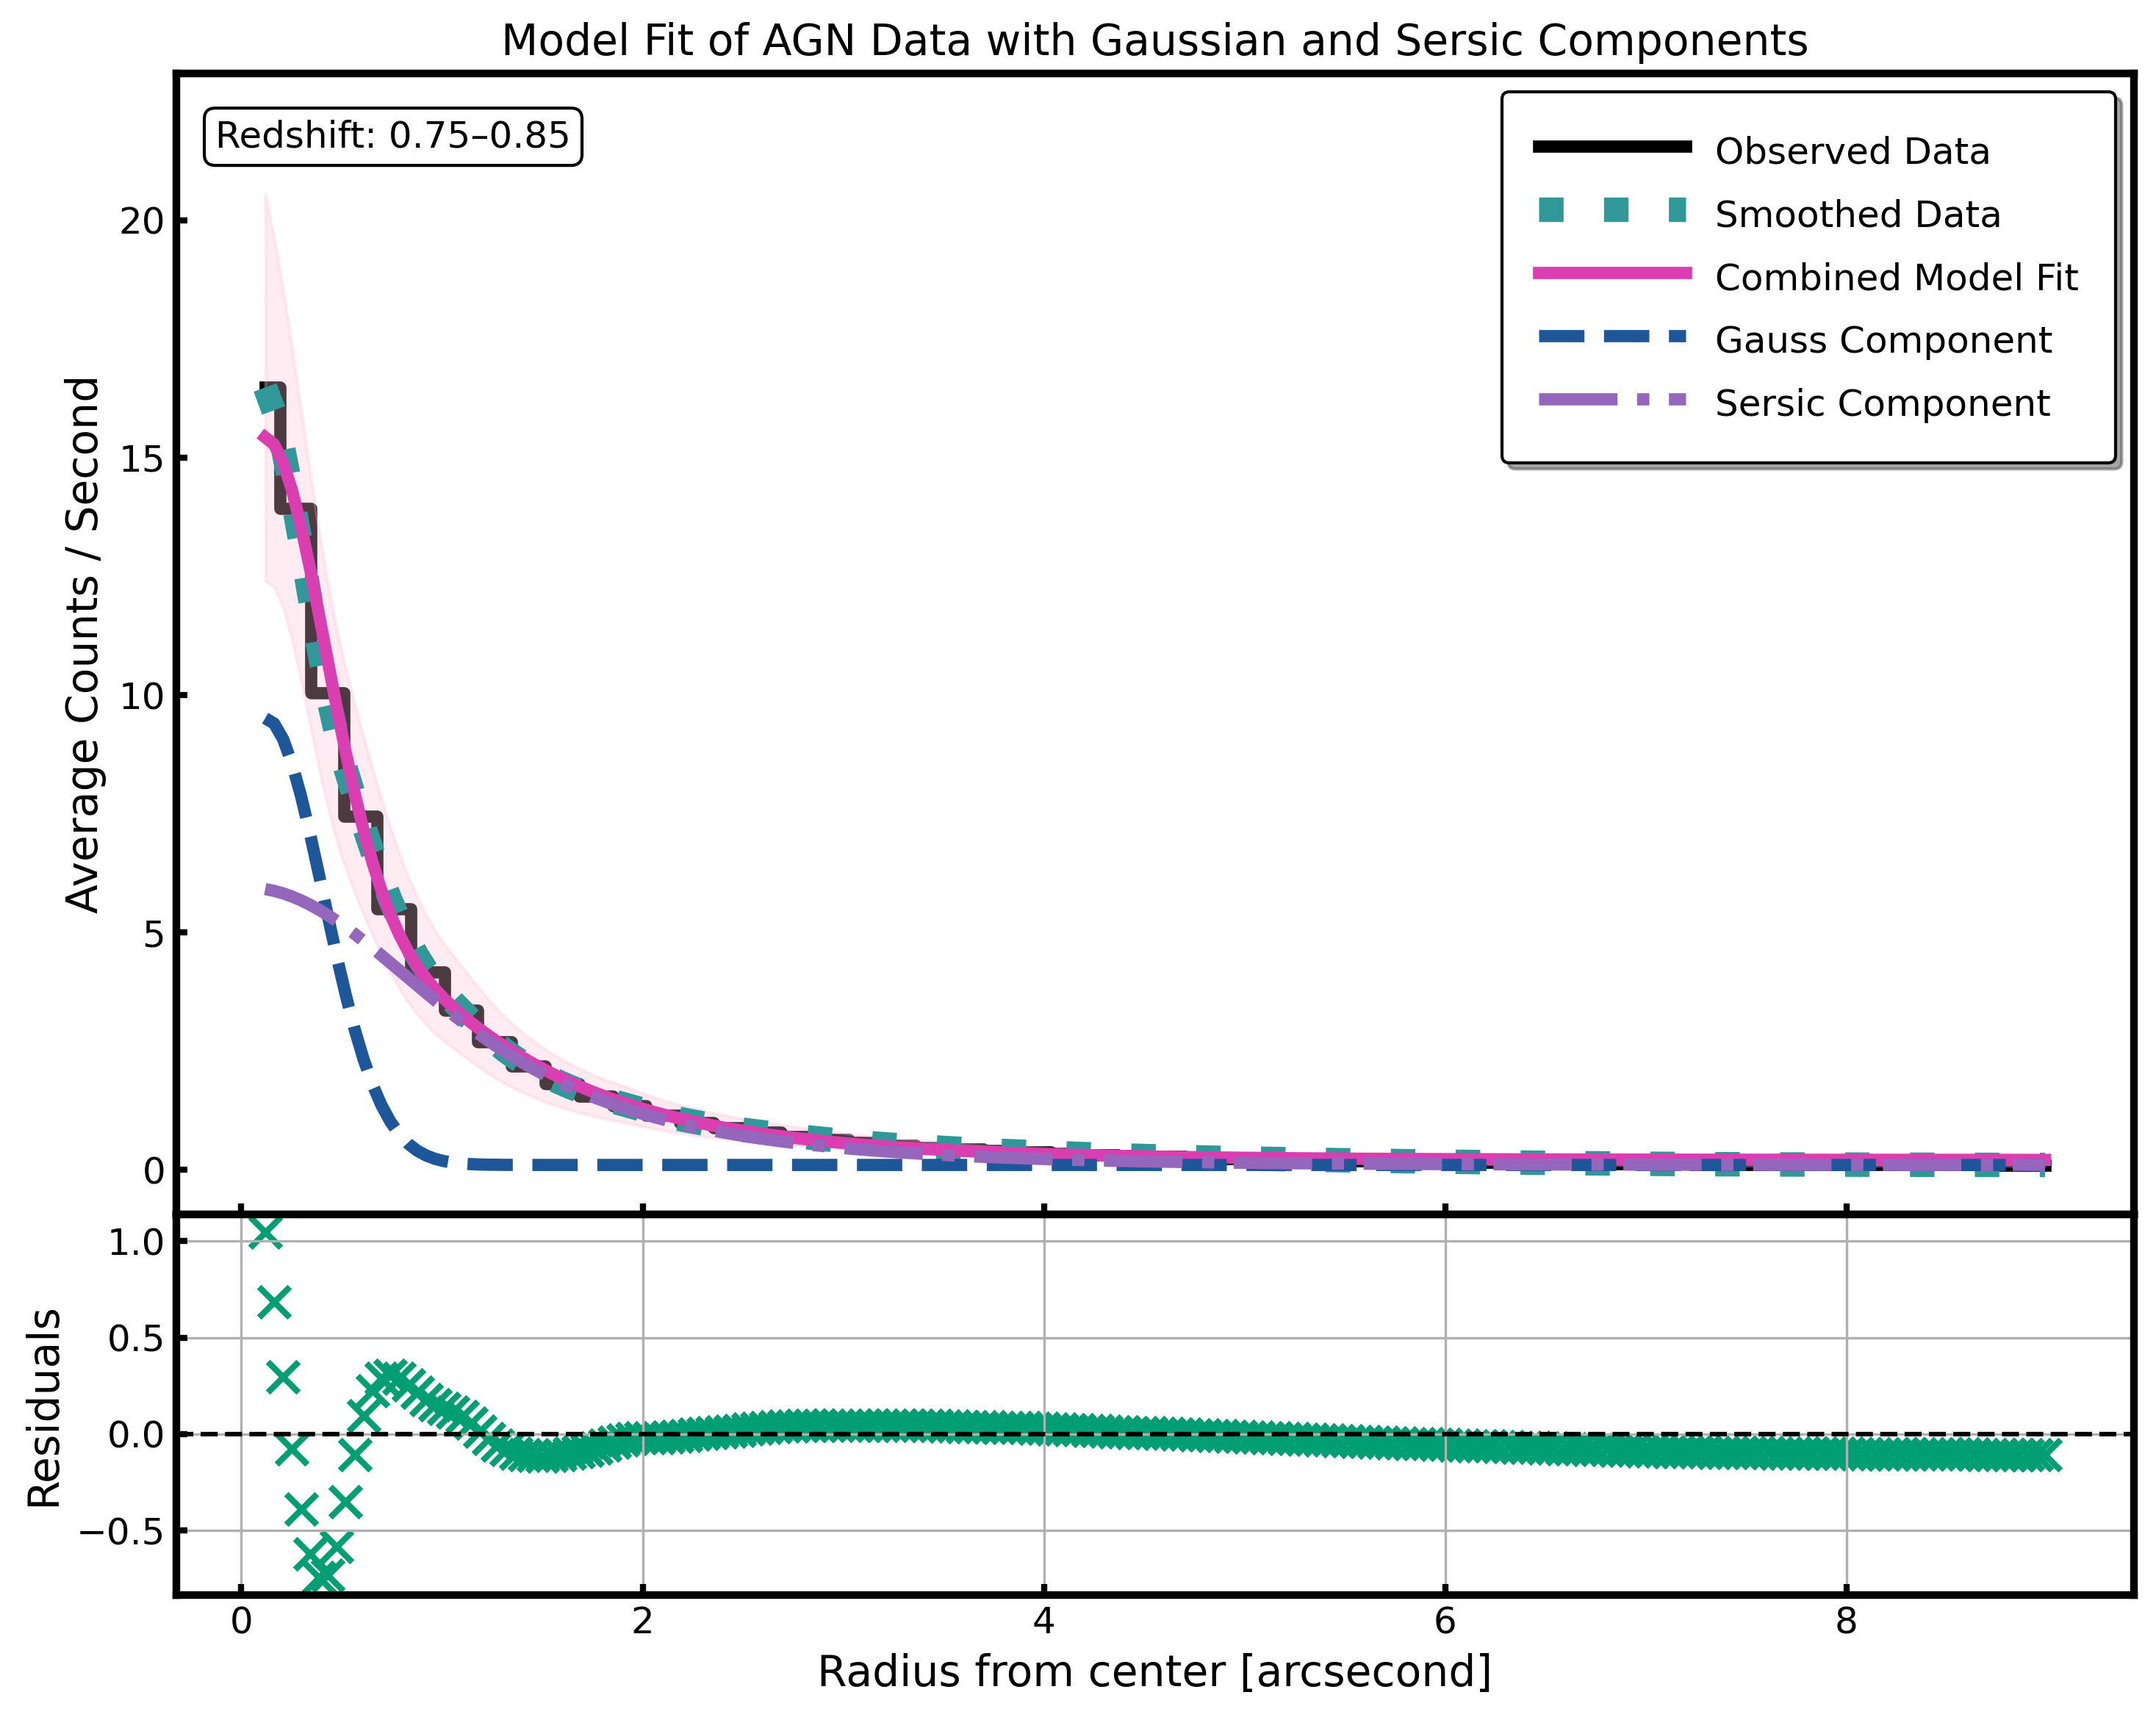 Model Fit of AGN Data with Gaussian and Sersic Components
Redshift: 0.75–0.85
Observed Data
Smoothed Data
Combined Model Fit
Gauss Component
Sersic Component
Average Counts / Second
20
15
10
5
0
Residuals
1.0
0.5
0.0
−0.5
0 2 4 6 8
Radius from center [arcsecond]